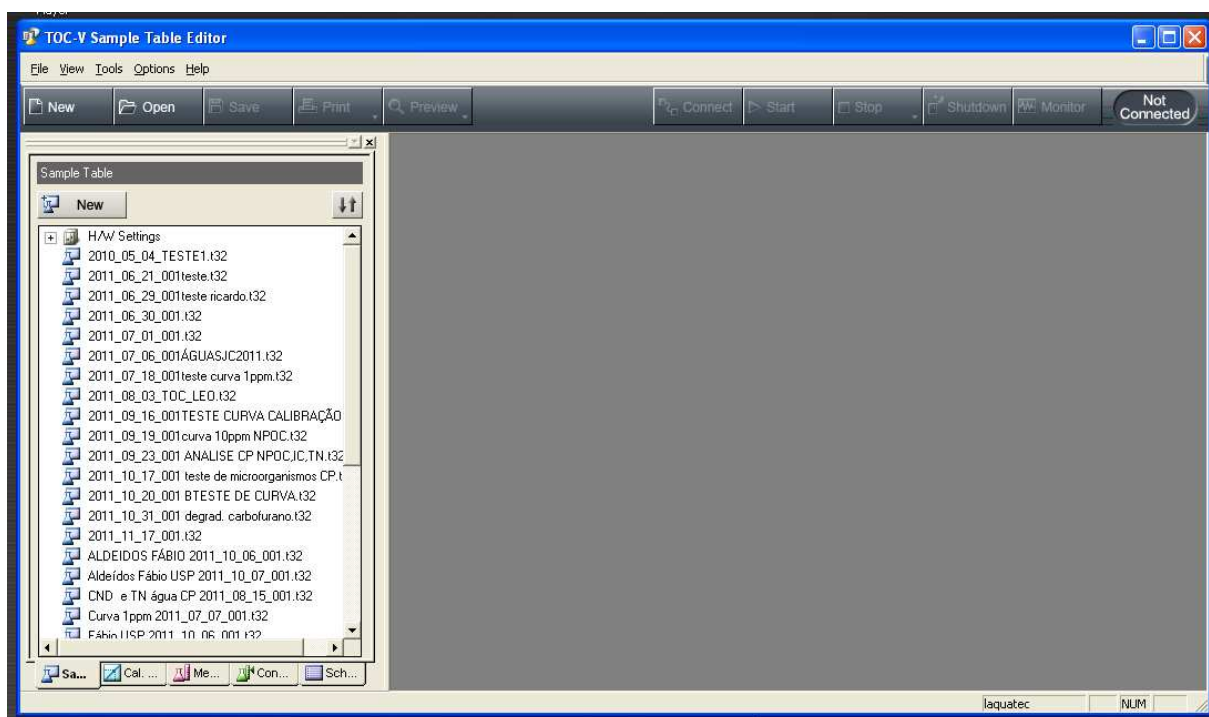 TOC-V Sample Table Editor
File View Tools Options Help
New Open Save Print Preview Connect Start Stop Shutdown Monitor Not Connected
Sample Table
New
H/W Settings
2010_05_04_TESTE1.t32
2011_06_21_001teste.t32
2011_06_29_001teste ricardo.t32
2011_06_30_001.t32
2011_07_01_001.t32
2011_07_06_001ÁGUASJC2011.t32
2011_07_18_001teste curva 1ppm.t32
2011_08_03_TOC_LEO.t32
2011_09_16_001TESTE CURVA CALIBRAÇÃO
2011_09_19_001curva 10ppm NPOC.t32
2011_09_23_001 ANALISE CP NPOC,IC,TN.t32
2011_10_17_001 teste de microorganismos CP.t
2011_10_20_001 BTESTE DE CURVA.t32
2011_10_31_001 degrad. carbofurano.t32
2011_11_17_001.t32
ALDEIDOS FÁBIO 2011_10_06_001.t32
Aldeídos Fábio USP 2011_10_07_001.t32
CND e TN água CP 2011_08_15_001.t32
Curva 1ppm 2011_07_07_001.t32
Fábio USP 2011_10_06_001.t32
Sa... Cal. ... Me... Con... Sch...
laquatec NUM